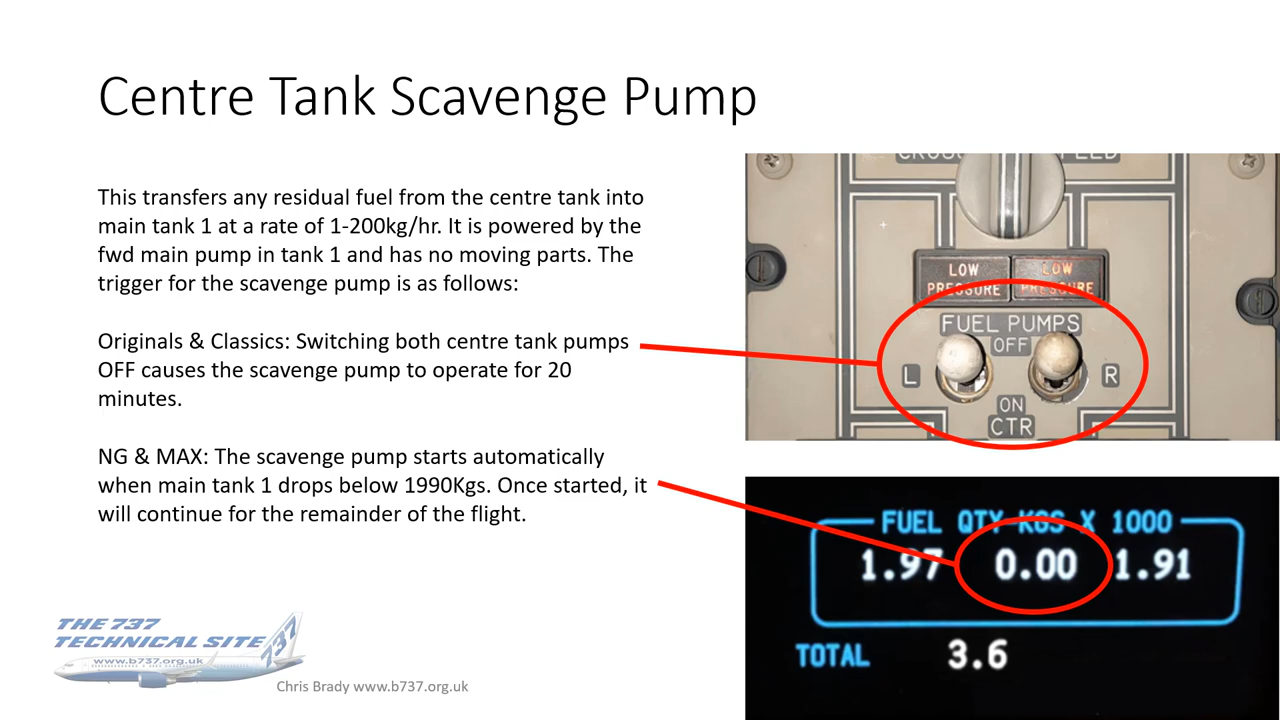 Centre Tank Scavenge Pump
This transfers any residual fuel from the centre tank into
main tank 1 at a rate of 1-200kg/hr. It is powered by the
fwd main pump in tank 1 and has no moving parts. The
trigger for the scavenge pump is as follows:
Originals & Classics: Switching both centre tank pumps
OFF causes the scavenge pump to operate for 20
minutes.
NG & MAX: The scavenge pump starts automatically
when main tank 1 drops below 1990Kgs. Once started, it
will continue for the remainder of the flight.
LOW PRESSURE
LOW PRESSURE
FUEL PUMPS
OFF
L
R
ON
CTR
FUEL QTY KGS X 1000
1.97 0.00 1.91
TOTAL 3.6
THE 737
TECHNICAL SITE
737
www.b737.org.uk
Chris Brady www.b737.org.uk